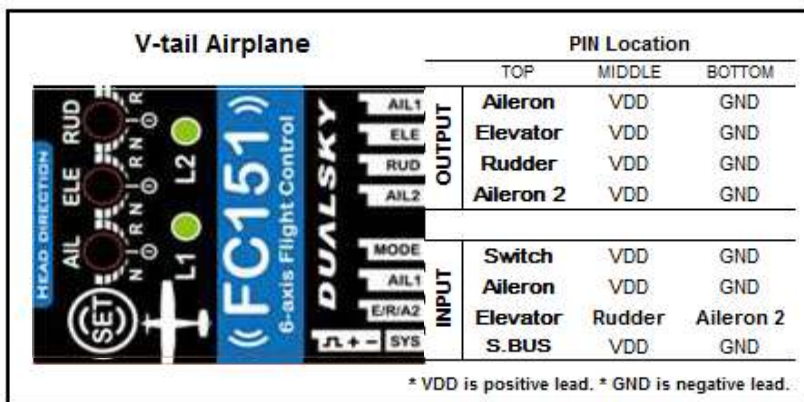 V-tail Airplane
PIN Location
TOP MIDDLE BOTTOM
OUTPUT
Aileron VDD GND
Elevator VDD GND
Rudder VDD GND
Aileron 2 VDD GND
INPUT
Switch VDD GND
Aileron VDD GND
Elevator Rudder Aileron 2
S.BUS VDD GND
* VDD is positive lead. * GND is negative lead.
HEAD DIRECTION
AIL ELE RUD
N R N R N R
SET
L1 L2
FC151
6-axis Flight Control
DUALSKY
AIL1
ELE
RUD
AIL2
MODE
AIL1
E/R/A2
+ − SYS